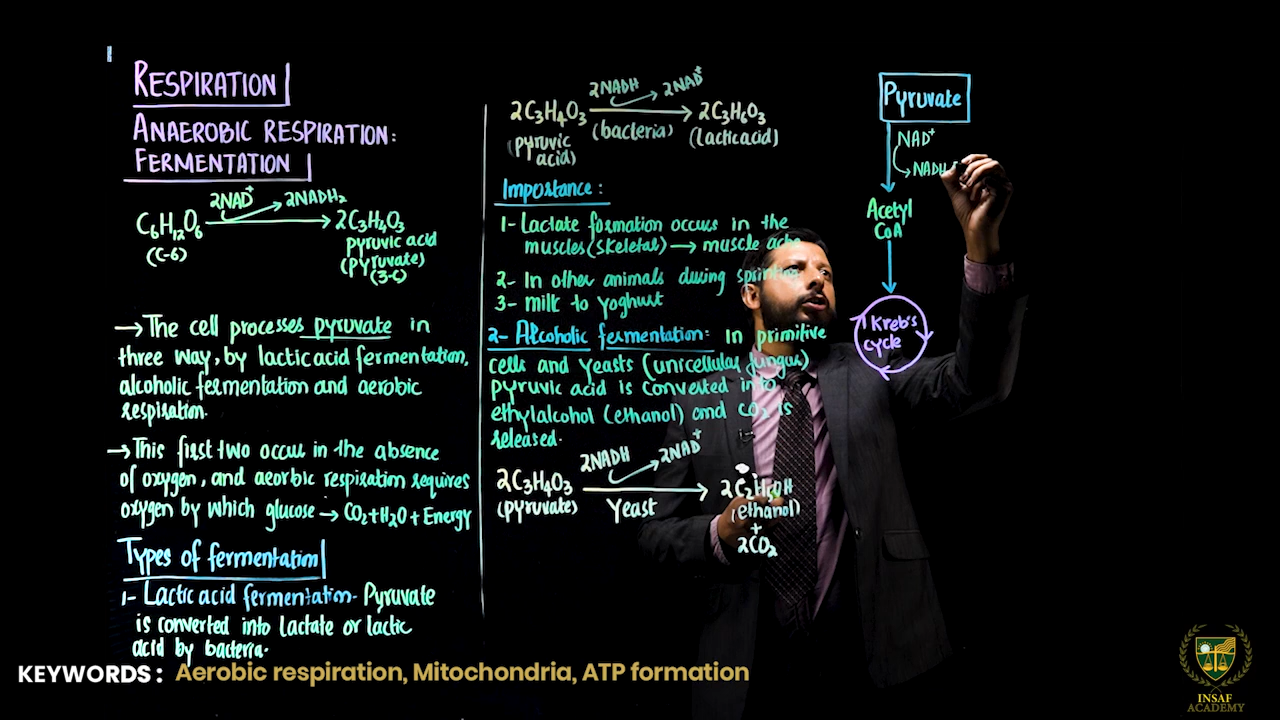 RESPIRATION
ANAEROBIC RESPIRATION:
FERMENTATION
2NAD⁺ → 2NADH₂
C₆H₁₂O₆ → 2C₃H₄O₃
(C-6)
pyruvic acid
(pyruvate)
(3-C)
→ The cell processes pyruvate in
three way, by lactic acid fermentation,
alcoholic fermentation and aerobic
respiration.
→ This first two occur in the absence
of oxygen, and aeorbic respiration requires
oxygen by which glucose → CO₂+H₂O+Energy
Types of fermentation
1- Lactic acid fermentation- Pyruvate
is converted into Lactate or lactic
acid by bacteria.
2NADH → 2NAD⁺
2C₃H₄O₃ → 2C₃H₆O₃
(pyruvic acid) (bacteria) (lactic acid)
Importance:
1- Lactate formation occurs in the
muscles (skeletal) → muscle ache
2- In other animals during sprinting
3- milk to Yoghurt
2- Alcoholic fermentation: In primitive
cells and yeasts (unicellular fungus)
pyruvic acid is converted into
ethylalcohol (ethanol) and CO₂ is
released.
2NADH → 2NAD⁺
2C₃H₄O₃ → 2C₂H₅OH
(pyruvate) Yeast (ethanol)
+
2CO₂
Pyruvate
NAD⁺
→ NADH
Acetyl
CoA
Kreb's
cycle
KEYWORDS : Aerobic respiration, Mitochondria, ATP formation
INSAF
ACADEMY